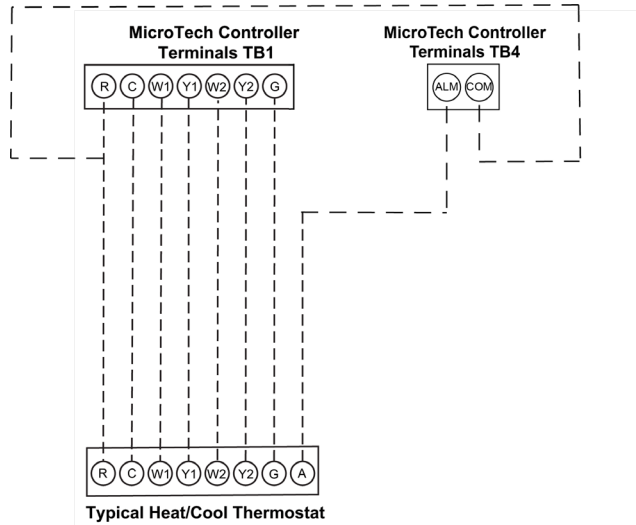 MicroTech Controller
Terminals TB1
MicroTech Controller
Terminals TB4
R C W1 Y1 W2 Y2 G
ALM COM
R C W1 Y1 W2 Y2 G A
Typical Heat/Cool Thermostat